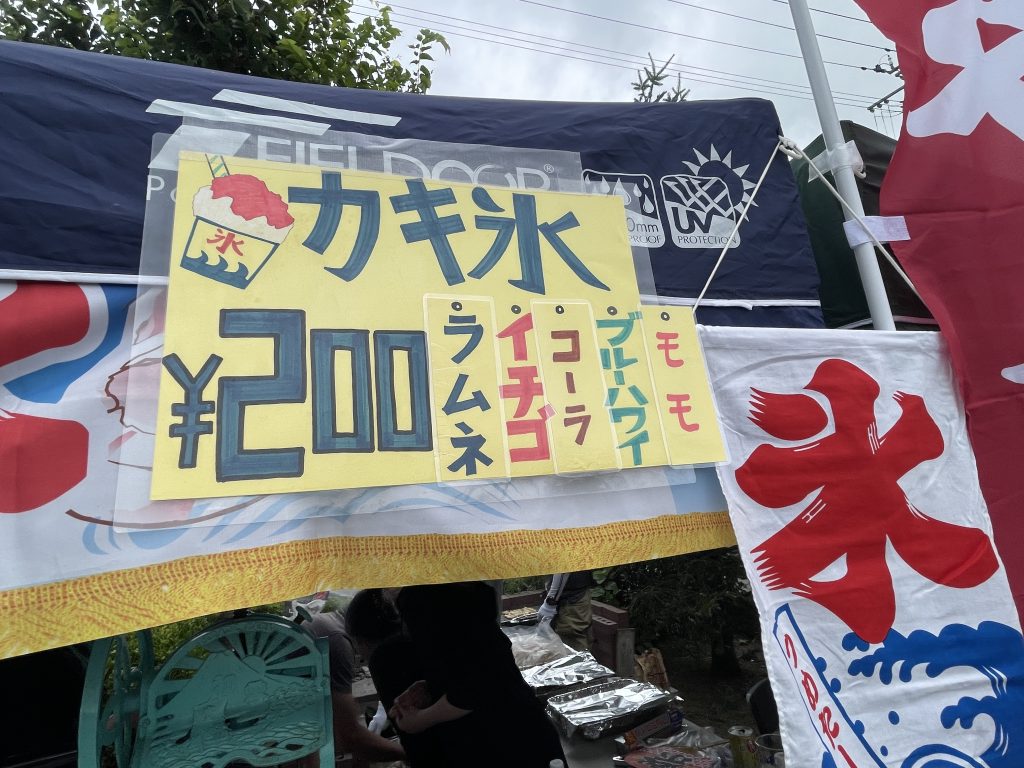 FIELDOOR®
カキ氷
氷
¥200
ラムネ
イチゴ
コーラ
ブルーハワイ
モモ
UV
PROTECTION
氷